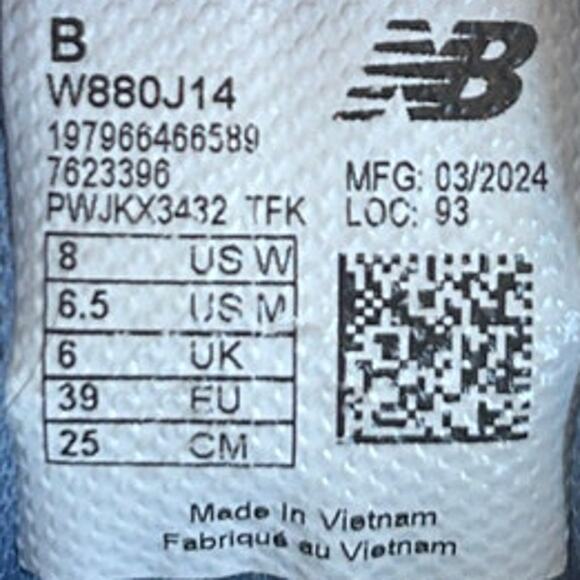 B
NB
W880J14
197966466589
7623396
MFG: 03/2024
PWJKX3432 TFK
LOC: 93
8 US W
6.5 US M
6 UK
39 EU
25 CM
Made In Vietnam
Fabriqué au Vietnam